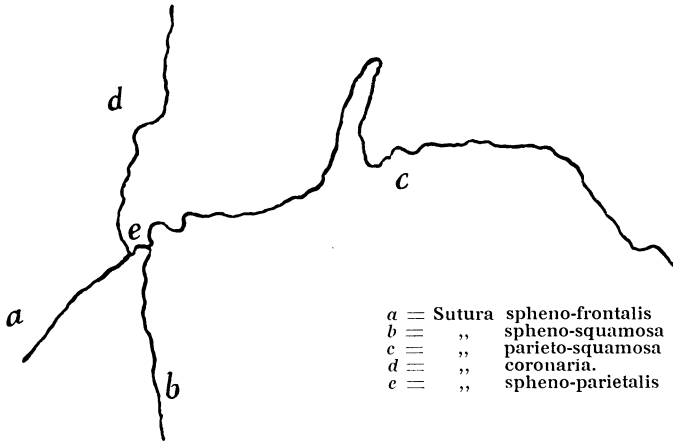 d
c
e
a
b
a = Sutura spheno-frontalis
b = ,, spheno-squamosa
c = ,, parieto-squamosa
d = ,, coronaria.
e = ,, spheno-parietalis